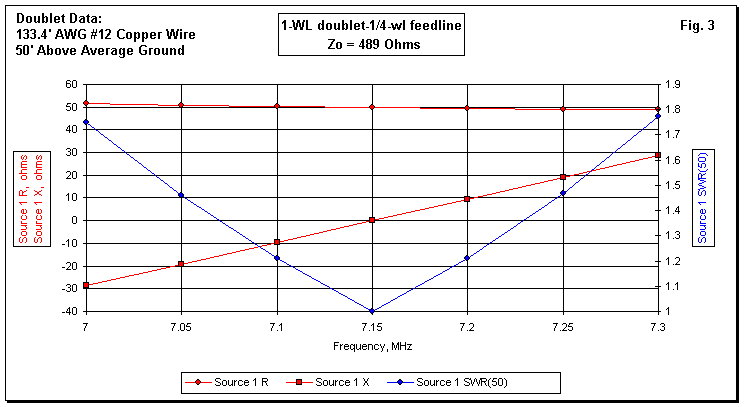 Doublet Data:
133.4' AWG #12 Copper Wire
50' Above Average Ground
1-WL doublet-1/4-wl feedline
Zo = 489 Ohms
Fig. 3
60
50
40
30
20
10
0
-10
-20
-30
-40
Source 1 R, ohms
Source 1 X, ohms
1.9
1.8
1.7
1.6
1.5
1.4
1.3
1.2
1.1
1
Source 1 SWR(50)
7
7.05
7.1
7.15
7.2
7.25
7.3
Frequency, MHz
Source 1 R
Source 1 X
Source 1 SWR(50)